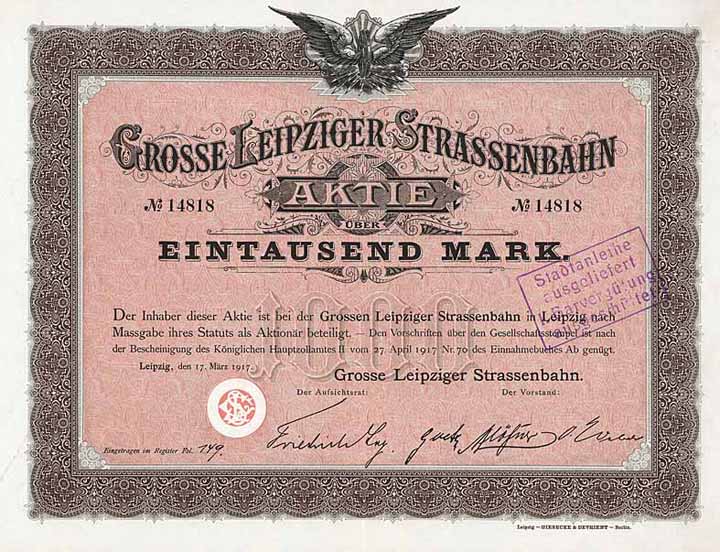 GROSSE LEIPZIGER STRASSENBAHN
AKTIE
№ 14818 № 14818
ÜBER
EINTAUSEND MARK.
Stadtanleihe
ausgeliefert
1000
Der Inhaber dieser Aktie ist bei der Grossen Leipziger Strassenbahn in Leipzig nach
Massgabe ihres Statuts als Aktionär beteiligt. – Den Vorschriften über den Gesellschaftsstempel ist nach
der Bescheinigung des Königlichen Hauptzollamtes II vom 27. April 1917 Nr. 70 des Einnahmebuches Ab genügt.
Leipzig, den 17. März 1917.
Grosse Leipziger Strassenbahn.
Der Aufsichtsrat: Der Vorstand:
Eingetragen im Register Fol. 149.
Leipzig – GIESECKE & DEVRIENT – Berlin.